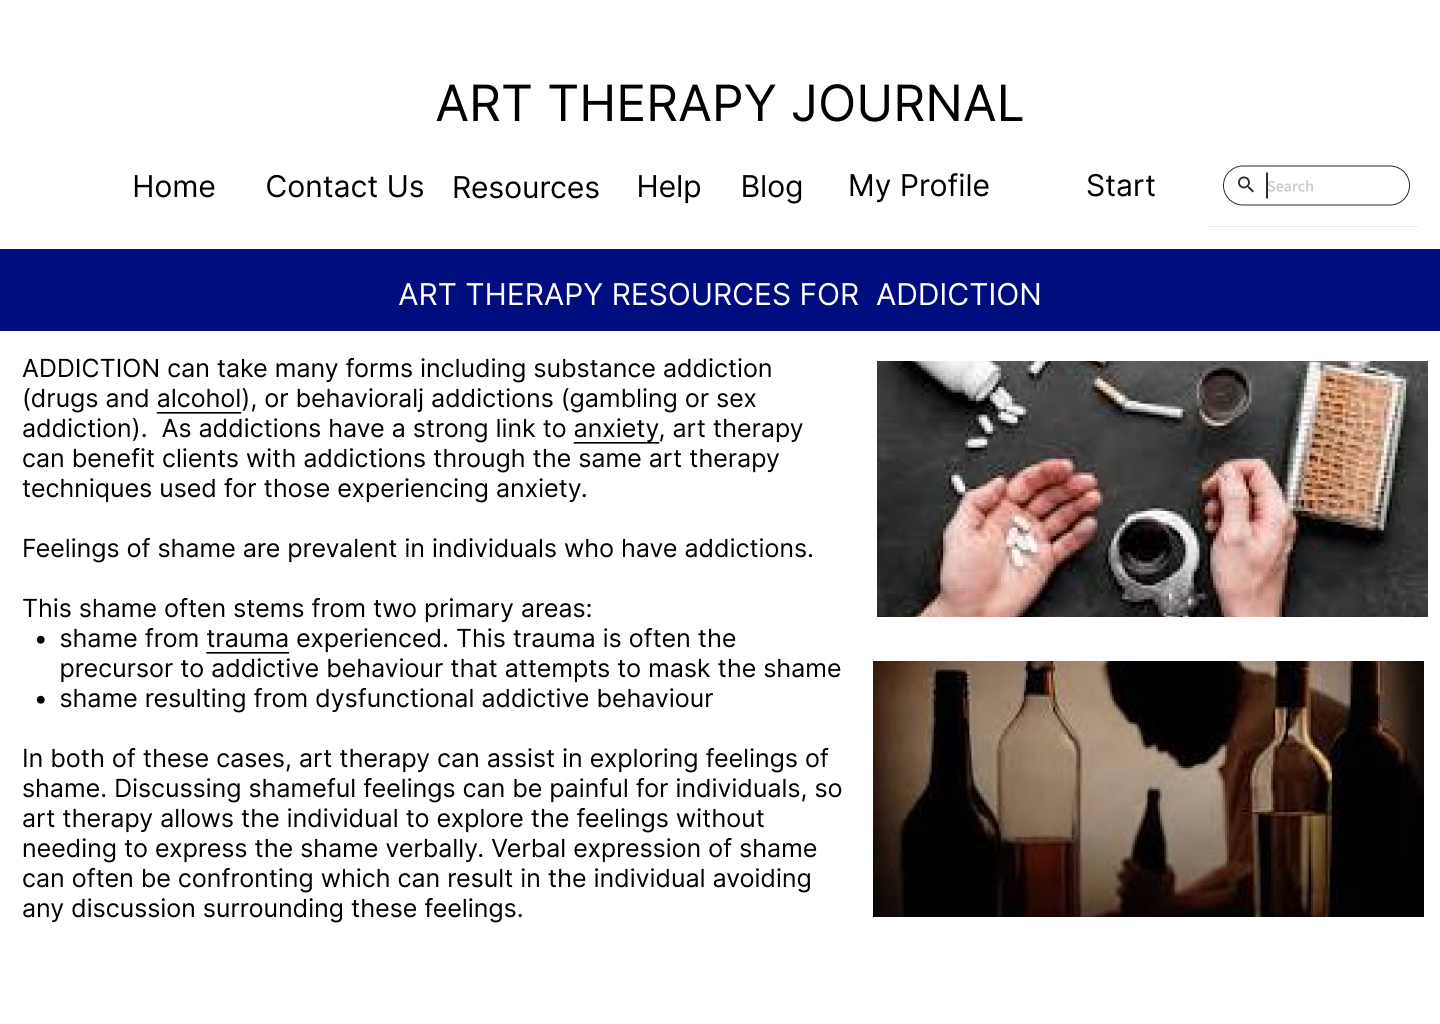 ART THERAPY JOURNAL
Home Contact Us Resources Help Blog My Profile Start Search
ART THERAPY RESOURCES FOR  ADDICTION
ADDICTION can take many forms including substance addiction
(drugs and alcohol), or behavioralj addictions (gambling or sex
addiction).  As addictions have a strong link to anxiety, art therapy
can benefit clients with addictions through the same art therapy
techniques used for those experiencing anxiety.
Feelings of shame are prevalent in individuals who have addictions.
This shame often stems from two primary areas:
• shame from trauma experienced. This trauma is often the
precursor to addictive behaviour that attempts to mask the shame
• shame resulting from dysfunctional addictive behaviour
In both of these cases, art therapy can assist in exploring feelings of
shame. Discussing shameful feelings can be painful for individuals, so
art therapy allows the individual to explore the feelings without
needing to express the shame verbally. Verbal expression of shame
can often be confronting which can result in the individual avoiding
any discussion surrounding these feelings.